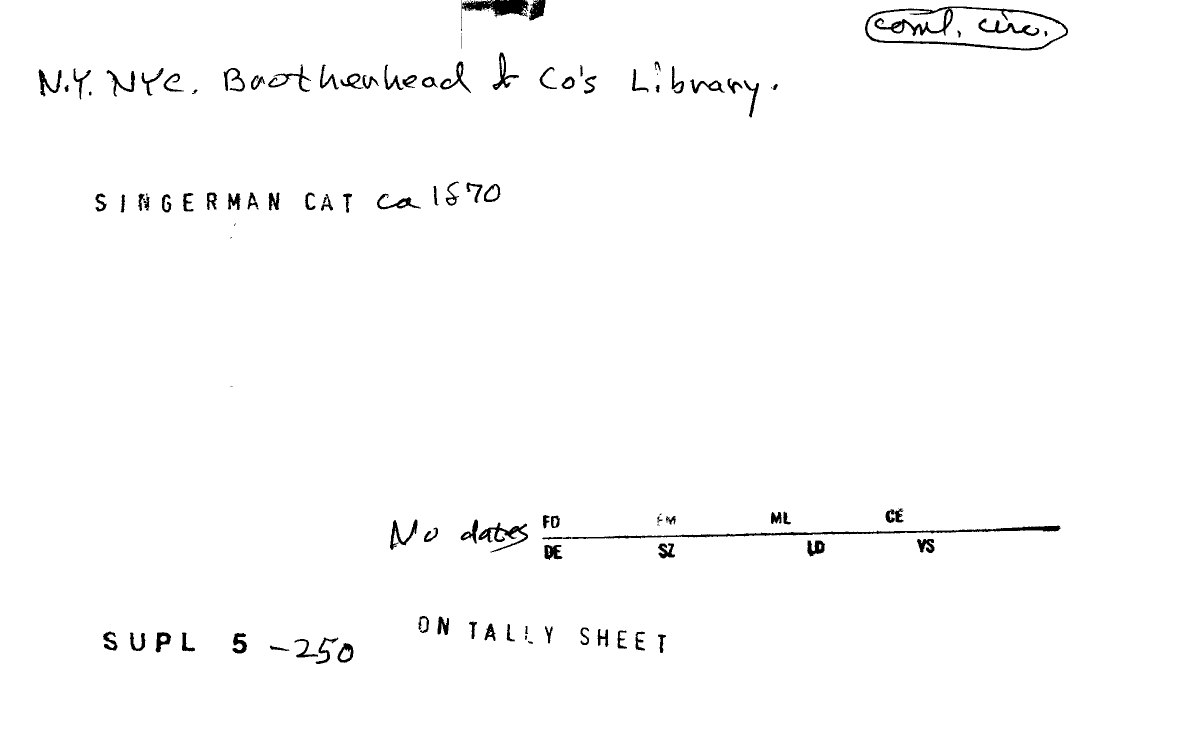 coml. circ.
N.Y. NYC. Brotherhead & Co's Library.
SINGERMAN CAT ca 1870
No dates FD FM ML CE
DE SZ LD VS
ON TALLY SHEET
SUPL 5 -250